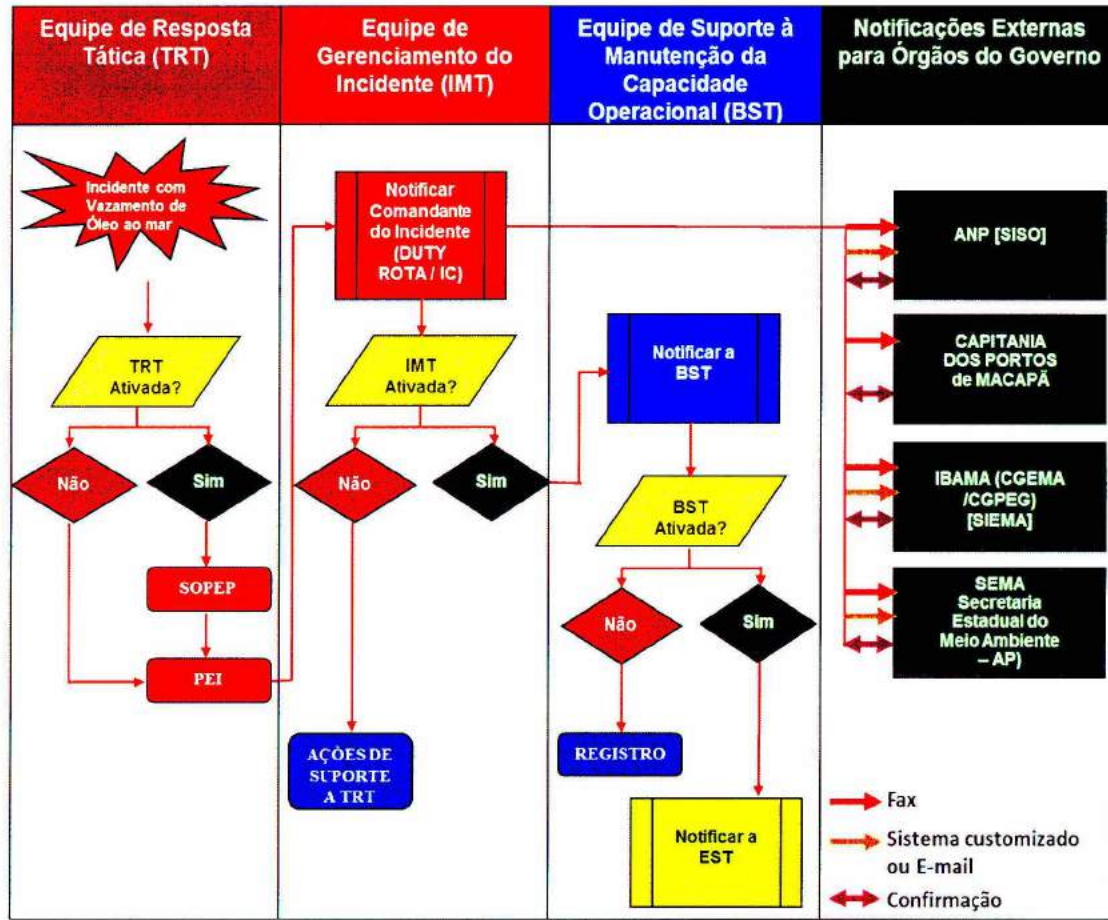 Equipe de Resposta
Tática (TRT)
Equipe de
Gerenciamento do
Incidente (IMT)
Equipe de Suporte à
Manutenção da
Capacidade
Operacional (BST)
Notificações Externas
para Órgãos do Governo
Incidente com
Vazamento de
Óleo ao mar
TRT
Ativada?
Não
Sim
SOPEP
PEI
Notificar
Comandante
do Incidente
(DUTY
ROTA / IC)
IMT
Ativada?
Não
Sim
AÇÕES DE
SUPORTE
A TRT
Notificar a
BST
BST
Ativada?
Não
Sim
REGISTRO
Notificar a
EST
ANP [SISO]
CAPITANIA
DOS PORTOS
de MACAPÃ
IBAMA (CGEMA
/CGPEG)
[SIEMA]
SEMA
Secretaria
Estadual do
Meio Ambiente
– AP)
Fax
Sistema customizado
ou E-mail
Confirmação